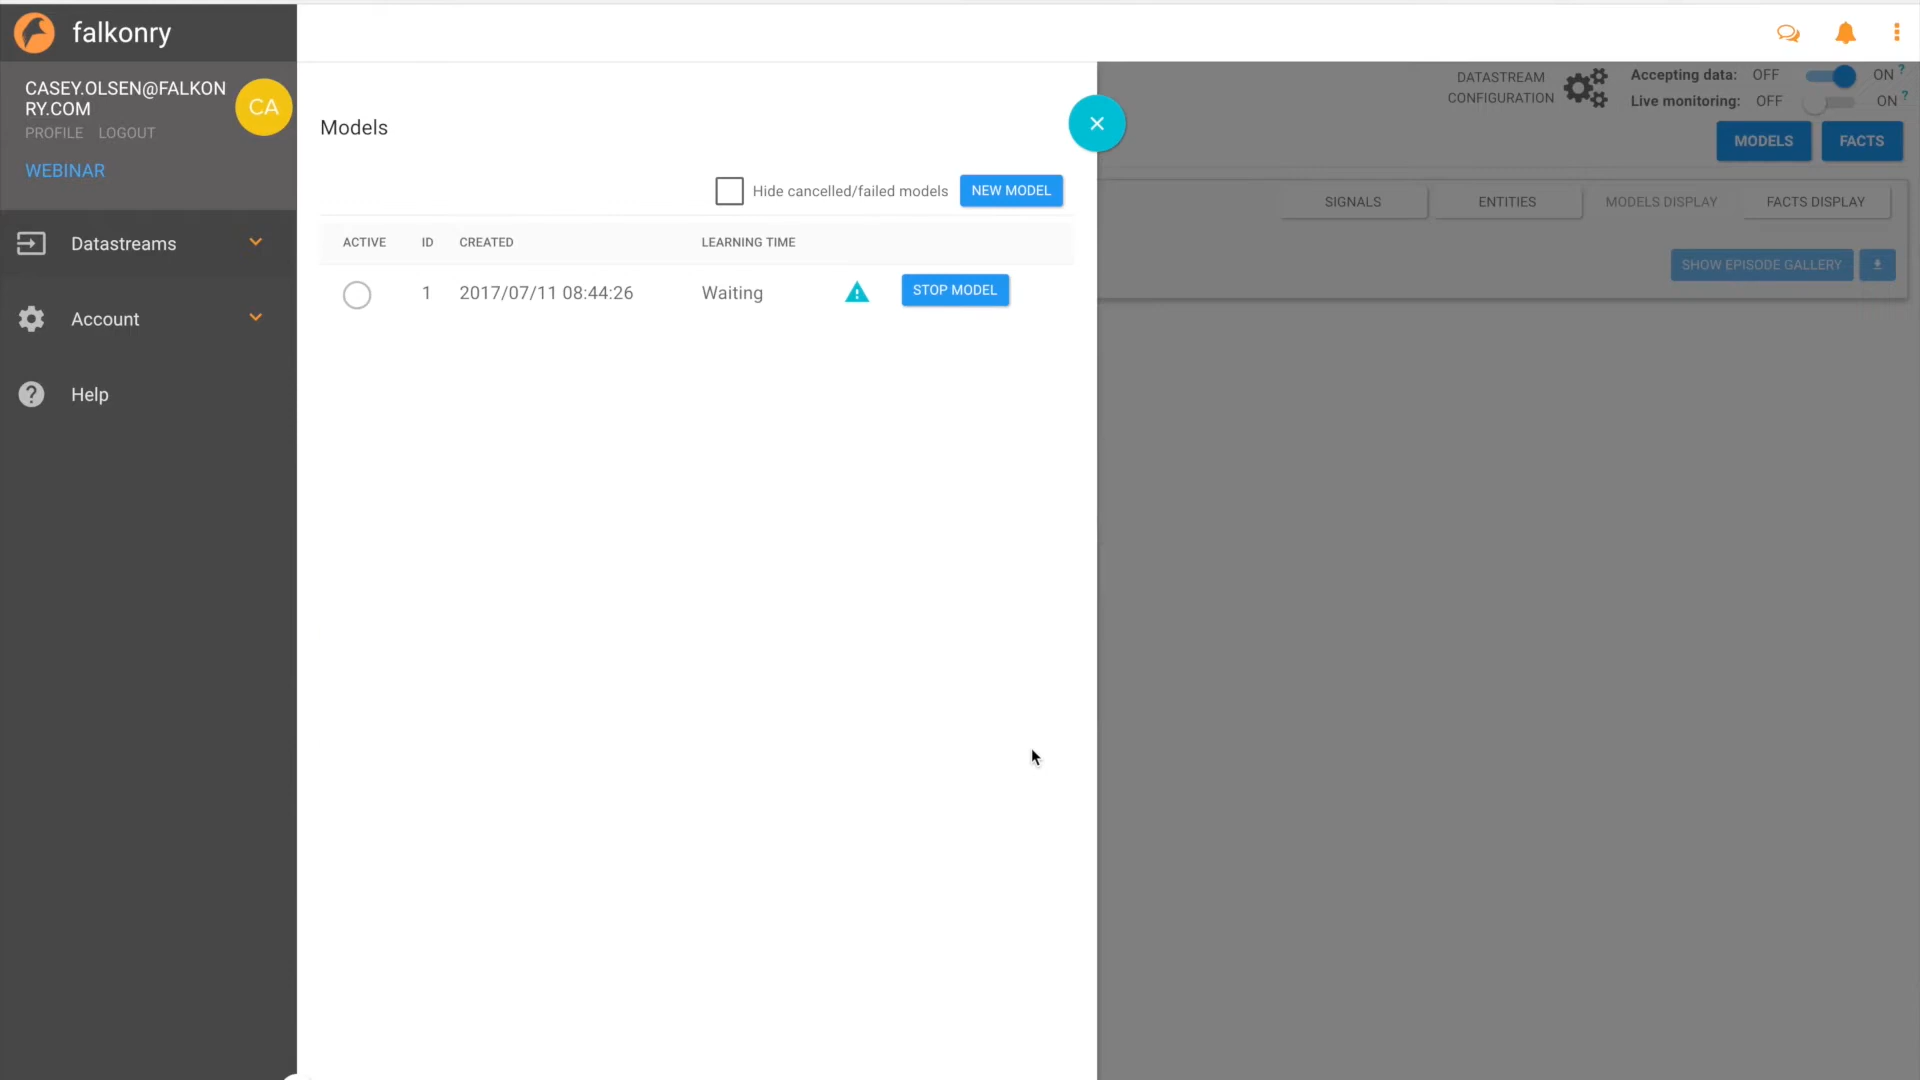 falkonry
CASEY.OLSEN@FALKON
RY.COM
CA
PROFILE LOGOUT
WEBINAR
Datastreams
Account
Help
Models
Hide cancelled/failed models
NEW MODEL
ACTIVE ID CREATED LEARNING TIME
1 2017/07/11 08:44:26 Waiting
STOP MODEL
DATASTREAM
CONFIGURATION
Accepting data: OFF ON ?
Live monitoring: OFF ON ?
MODELS FACTS
SIGNALS ENTITIES MODELS DISPLAY FACTS DISPLAY
SHOW EPISODE GALLERY